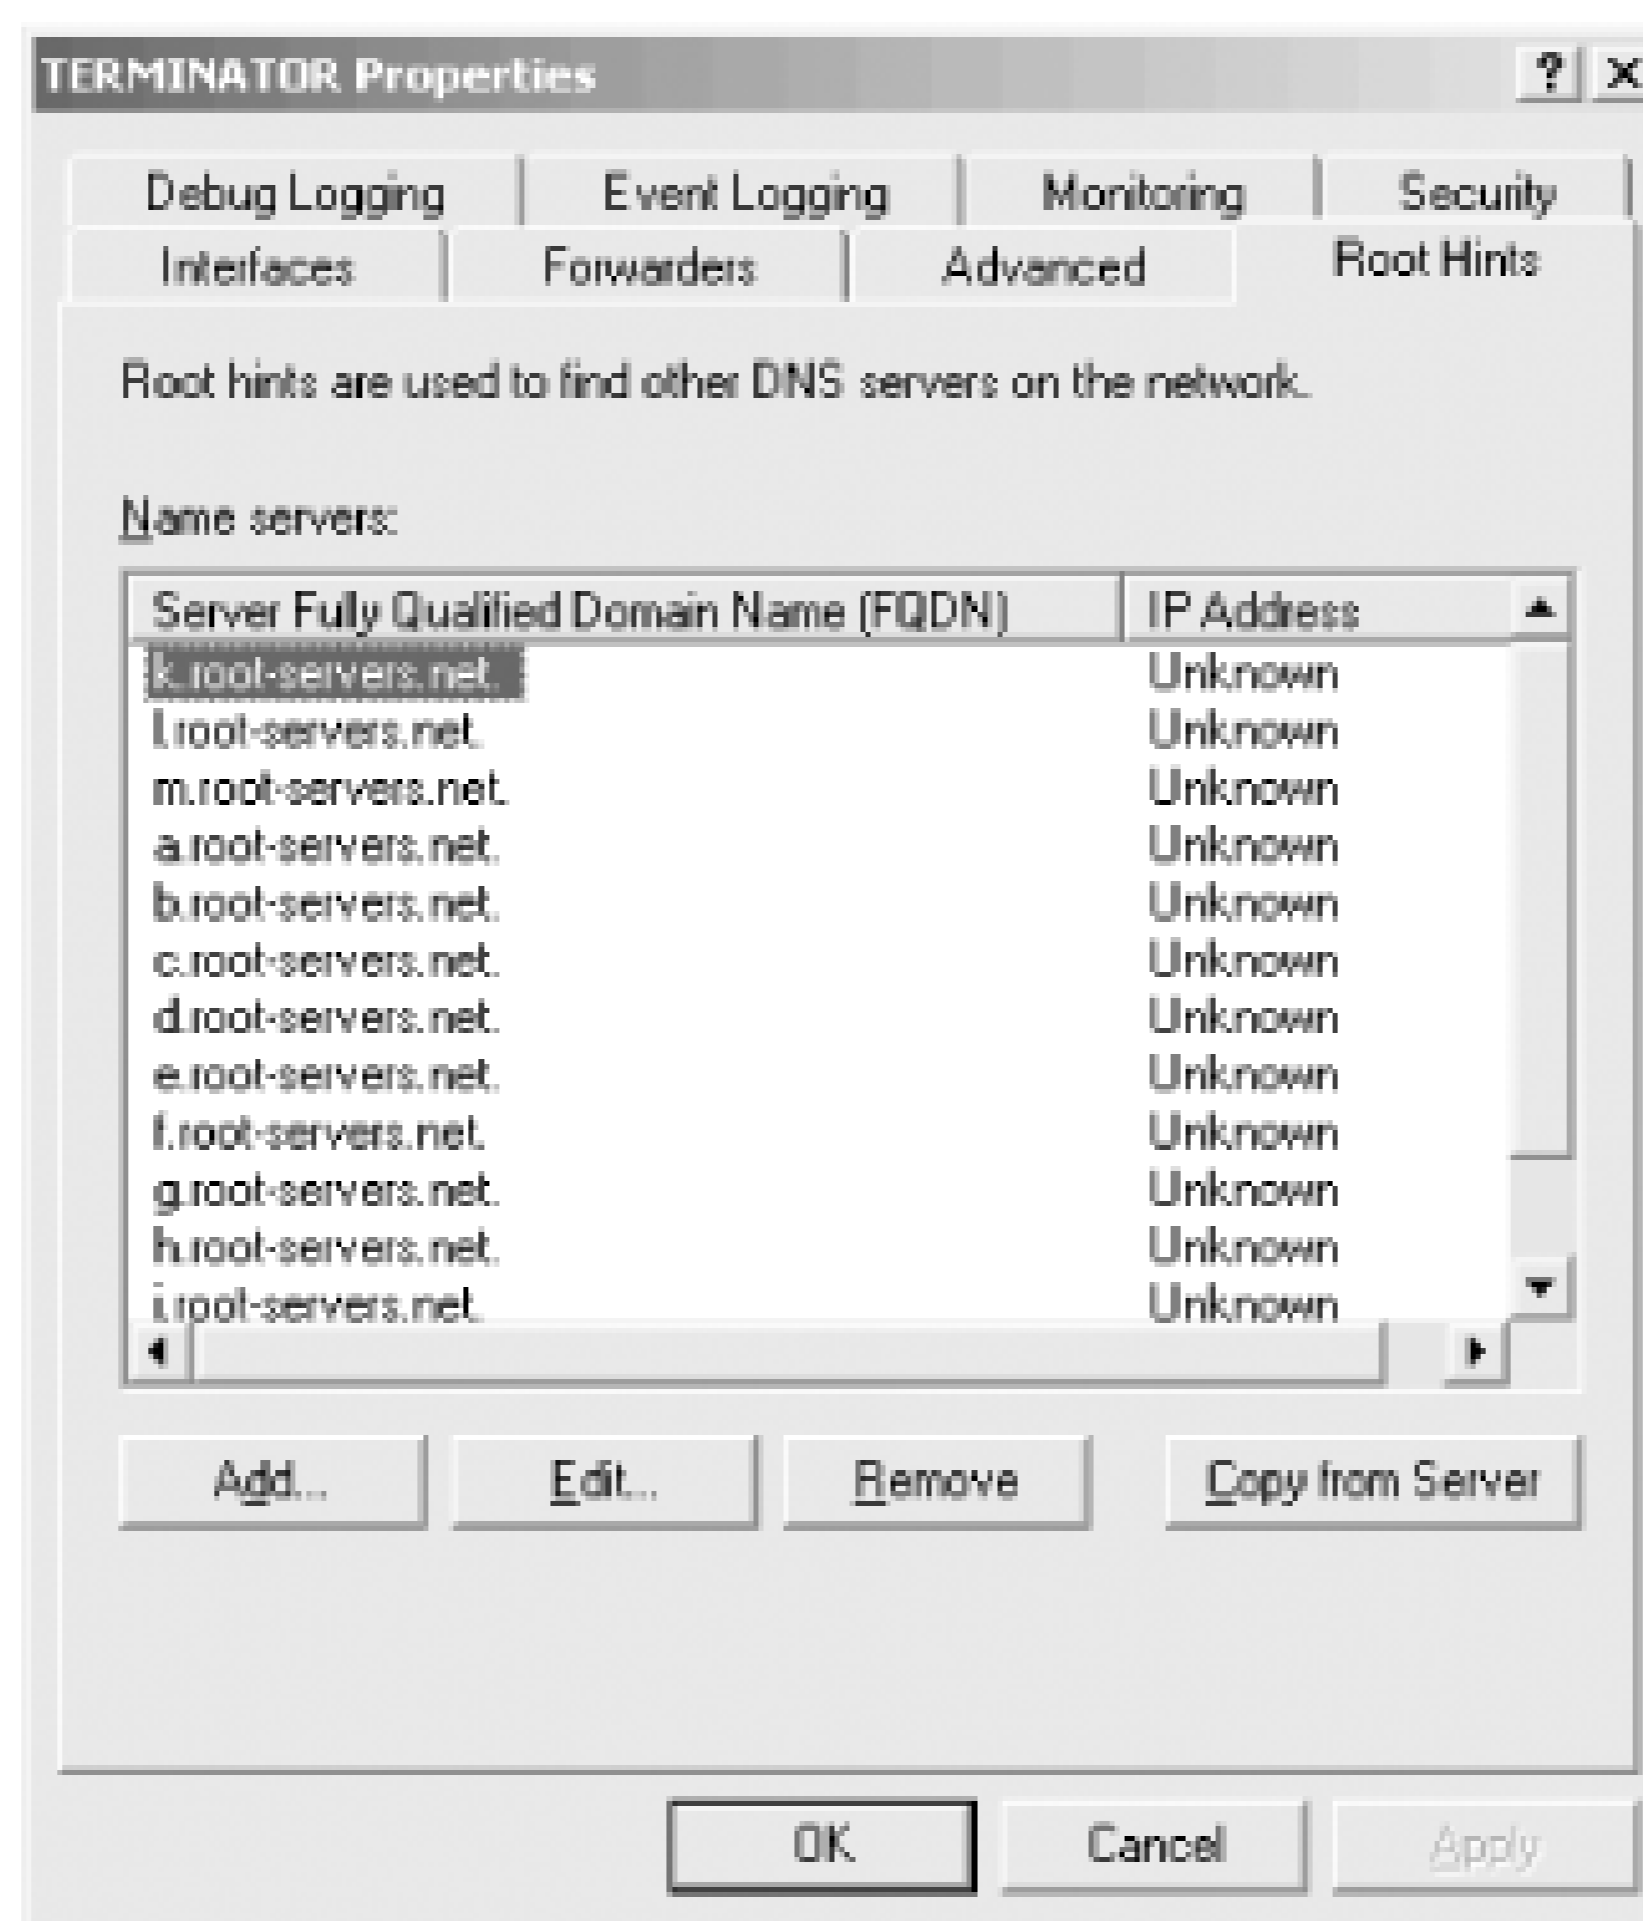 TERMINATOR Properties
Debug Logging Event Logging Monitoring Security
Interfaces Forwarders Advanced Root Hints
Root hints are used to find other DNS servers on the network.
Name servers:
Server Fully Qualified Domain Name (FQDN) IP Address
k.root-servers.net. Unknown
l.root-servers.net. Unknown
m.root-servers.net. Unknown
a.root-servers.net. Unknown
b.root-servers.net. Unknown
c.root-servers.net. Unknown
d.root-servers.net. Unknown
e.root-servers.net. Unknown
f.root-servers.net. Unknown
g.root-servers.net. Unknown
h.root-servers.net. Unknown
i.root-servers.net. Unknown
Add... Edit... Remove Copy from Server
OK Cancel Apply